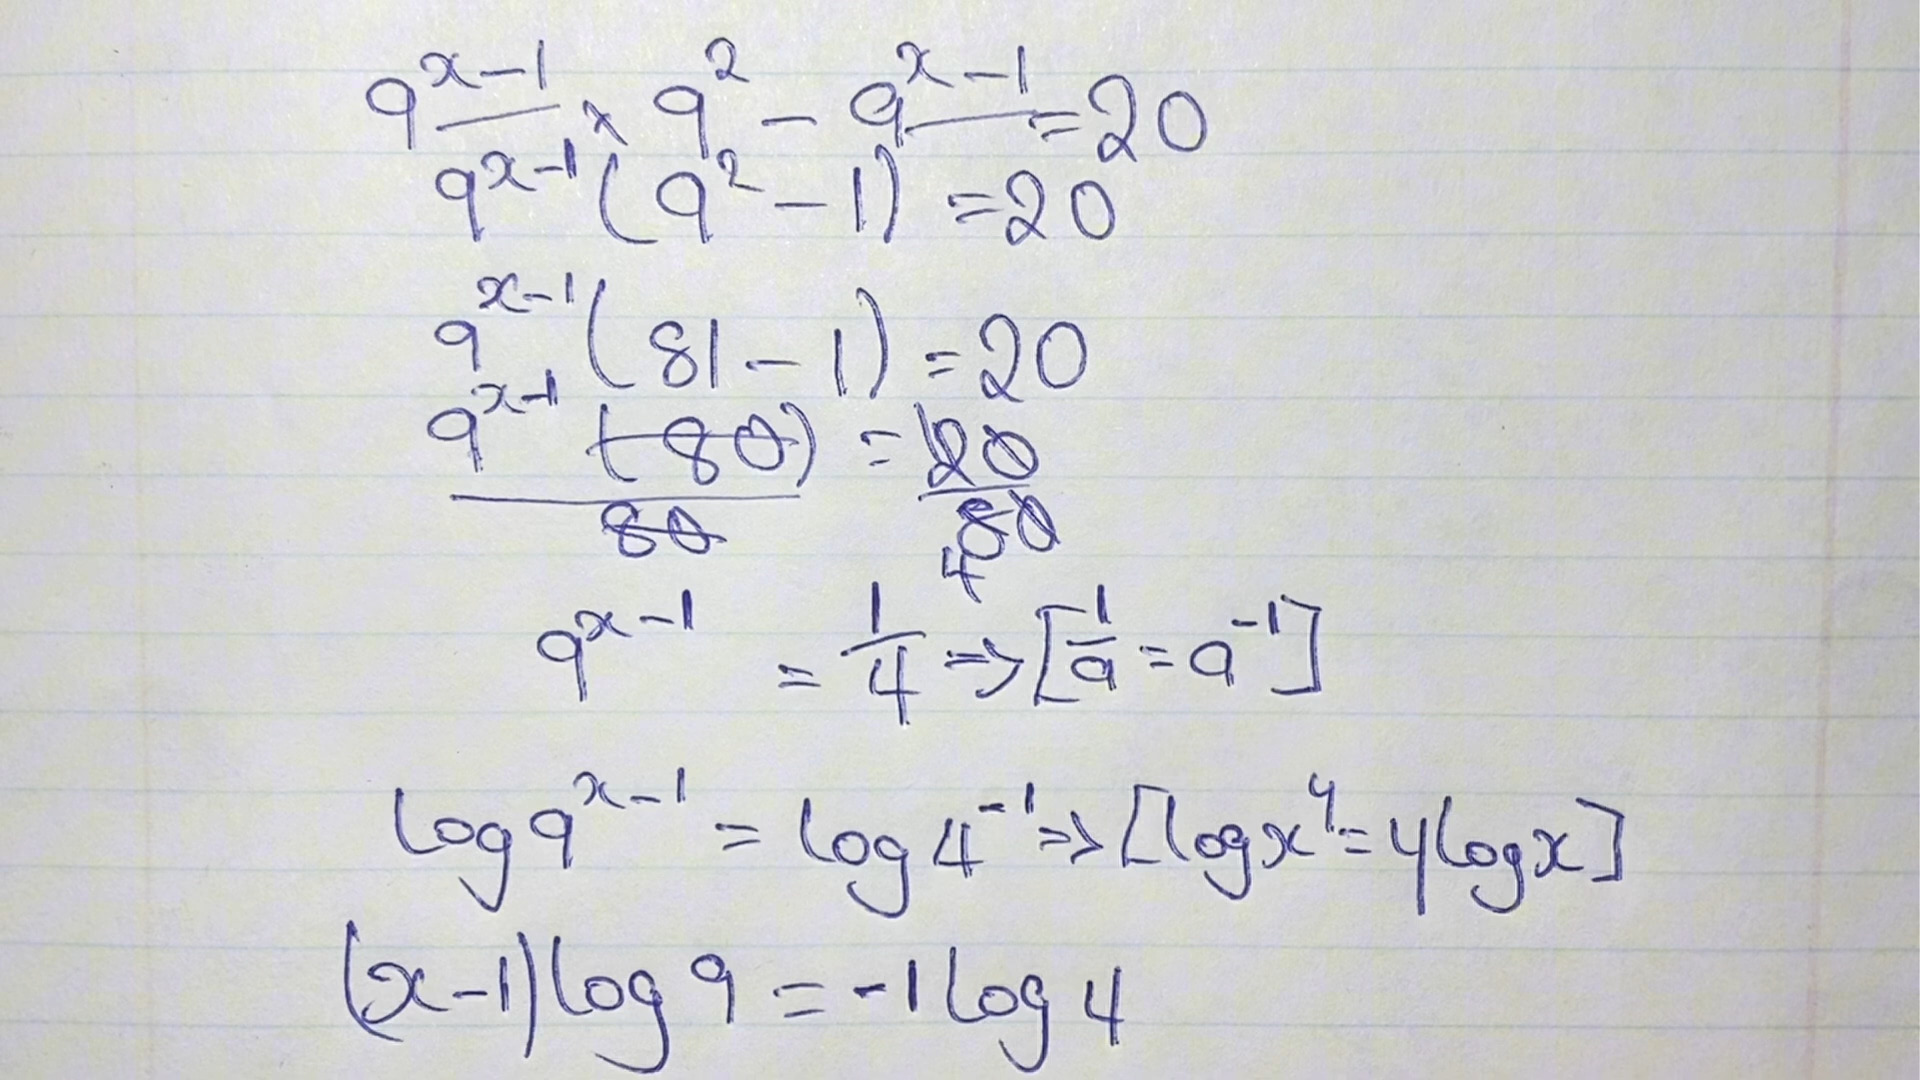 9^{x-1} × 9^2 - 9^{x-1} = 20
9^{x-1} (9^2 - 1) = 20
9^{x-1} (81 - 1) = 20
9^{x-1} (80) = 20
80 80
4
9^{x-1} = 1/4 ⇒ [1/a = a^{-1}]
log 9^{x-1} = log 4^{-1} ⇒ [log x^y = y log x]
(x-1) log 9 = -1 log 4